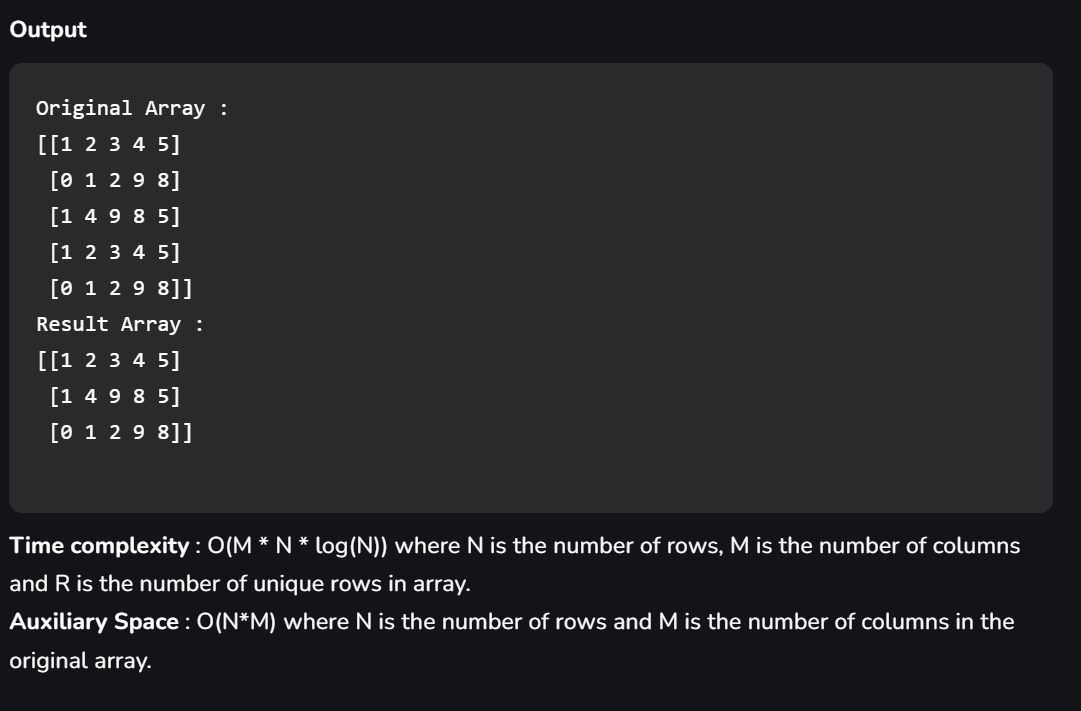 Output
Original Array :
[[1 2 3 4 5]
 [0 1 2 9 8]
 [1 4 9 8 5]
 [1 2 3 4 5]
 [0 1 2 9 8]]
Result Array :
[[1 2 3 4 5]
 [1 4 9 8 5]
 [0 1 2 9 8]]
Time complexity : O(M * N * log(N)) where N is the number of rows, M is the number of columns
and R is the number of unique rows in array.
Auxiliary Space : O(N*M) where N is the number of rows and M is the number of columns in the
original array.